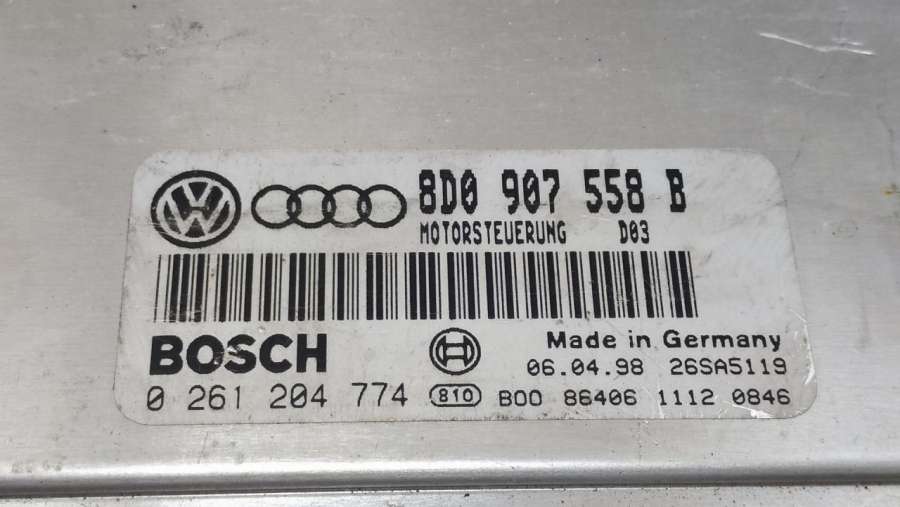 8D0 907 558 B
MOTORSTEUERUNG D03
BOSCH
Made in Germany
06.04.98 26SA5119
0 261 204 774 810 B00 86406 1112 0846